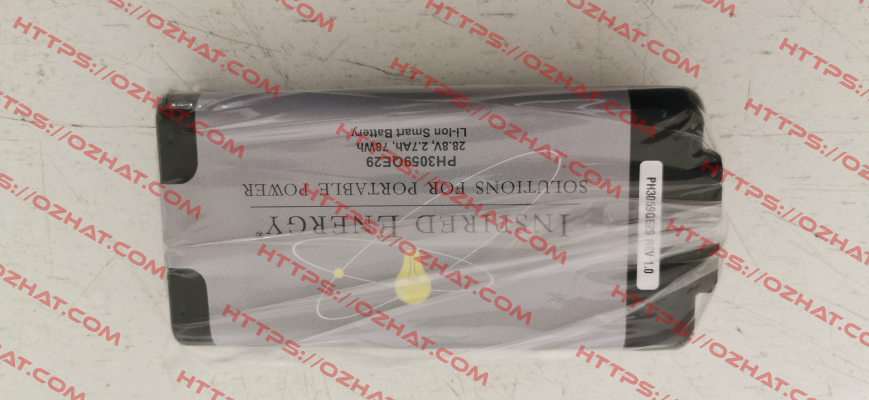 INSPIRED ENERGY®
SOLUTIONS FOR PORTABLE POWER
PH3059QE29
28.8V, 2.7Ah, 78Wh
Li-Ion Smart Battery
PH3059QE29 REV 1.0
HTTPS://OZHAT.COM